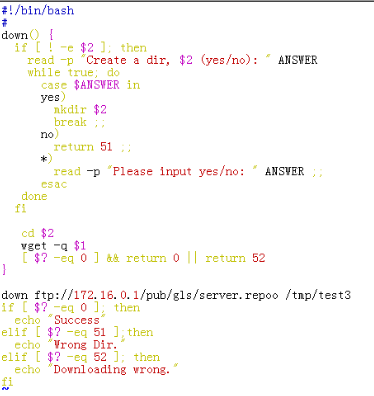 #!/bin/bash
#
down() {
  if [ ! -e $2 ]; then
    read -p "Create a dir, $2 (yes/no): " ANSWER
    while true; do
      case $ANSWER in
      yes)
        mkdir $2
        break ;;
      no)
        return 51 ;;
      *)
        read -p "Please input yes/no: " ANSWER ;;
      esac
   done
  fi

   cd $2
   wget -q $1
   [ $? -eq 0 ] && return 0 || return 52
}

down ftp://172.16.0.1/pub/gls/server.repoo /tmp/test3
if [ $? -eq 0 ]; then
  echo "Success"
elif [ $? -eq 51 ];then
  echo "Wrong Dir."
elif [ $? -eq 52 ]; then
  echo "Downloading wrong."
fi
~